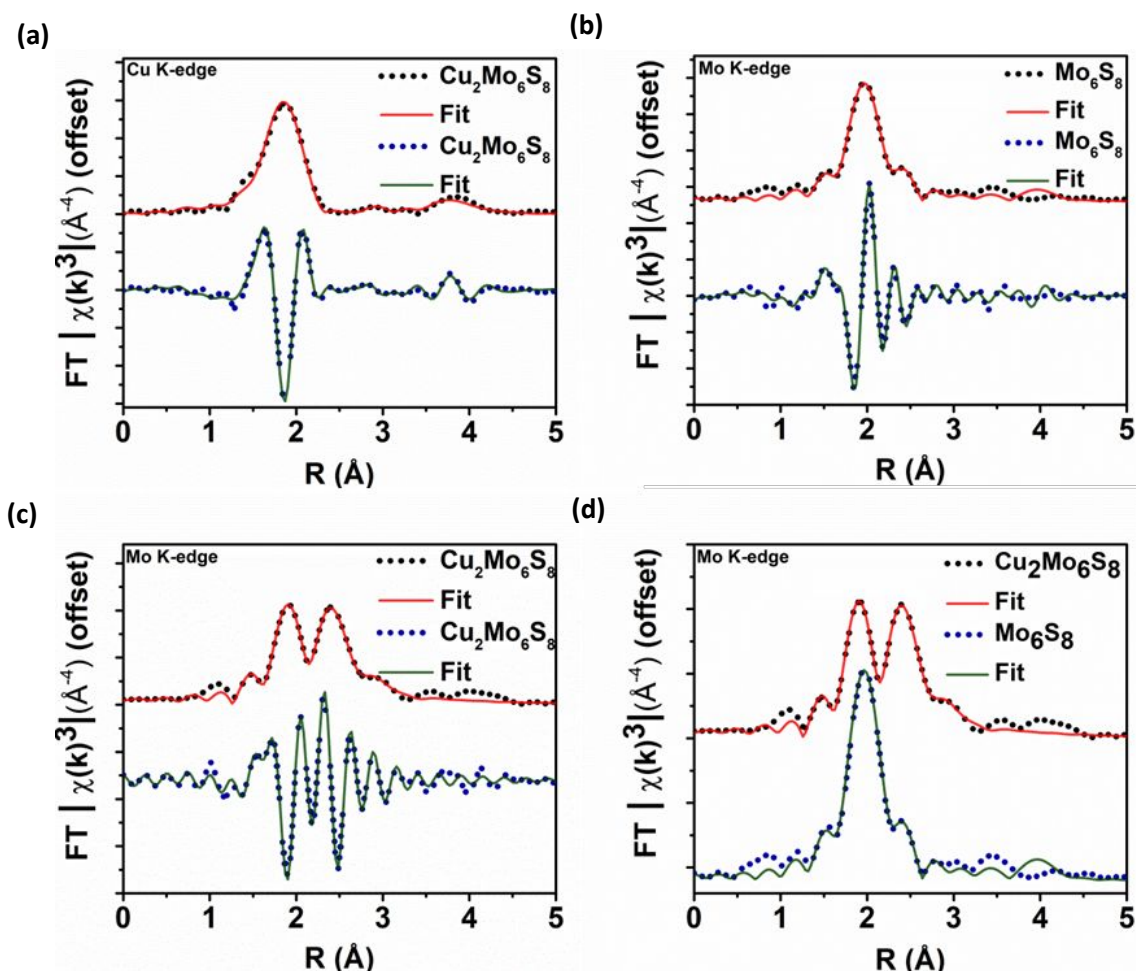 (a)
Cu K-edge
Cu₂Mo₆S₈
Fit
Cu₂Mo₆S₈
Fit
FT | χ(k)³|(Å⁻⁴) (offset)
0 1 2 3 4 5
R (Å)
(b)
Mo K-edge
Mo₆S₈
Fit
Mo₆S₈
Fit
FT | χ(k)³|(Å⁻⁴) (offset)
0 1 2 3 4 5
R (Å)
(c)
Mo K-edge
Cu₂Mo₆S₈
Fit
Cu₂Mo₆S₈
Fit
FT | χ(k)³|(Å⁻⁴) (offset)
0 1 2 3 4 5
R (Å)
(d)
Mo K-edge
Cu₂Mo₆S₈
Fit
Mo₆S₈
Fit
FT | χ(k)³|(Å⁻⁴) (offset)
0 1 2 3 4 5
R (Å)